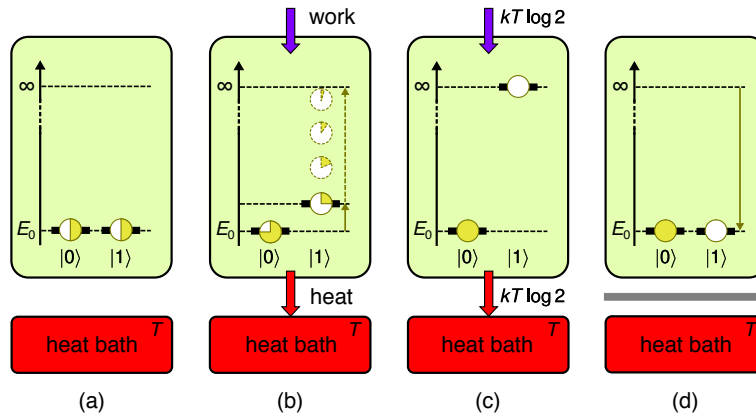 ∞
E₀
|0⟩
|1⟩
T
heat bath
(a)
work
∞
E₀
|0⟩
|1⟩
heat
T
heat bath
(b)
kT log 2
∞
E₀
|0⟩
|1⟩
kT log 2
T
heat bath
(c)
∞
E₀
|0⟩
|1⟩
T
heat bath
(d)